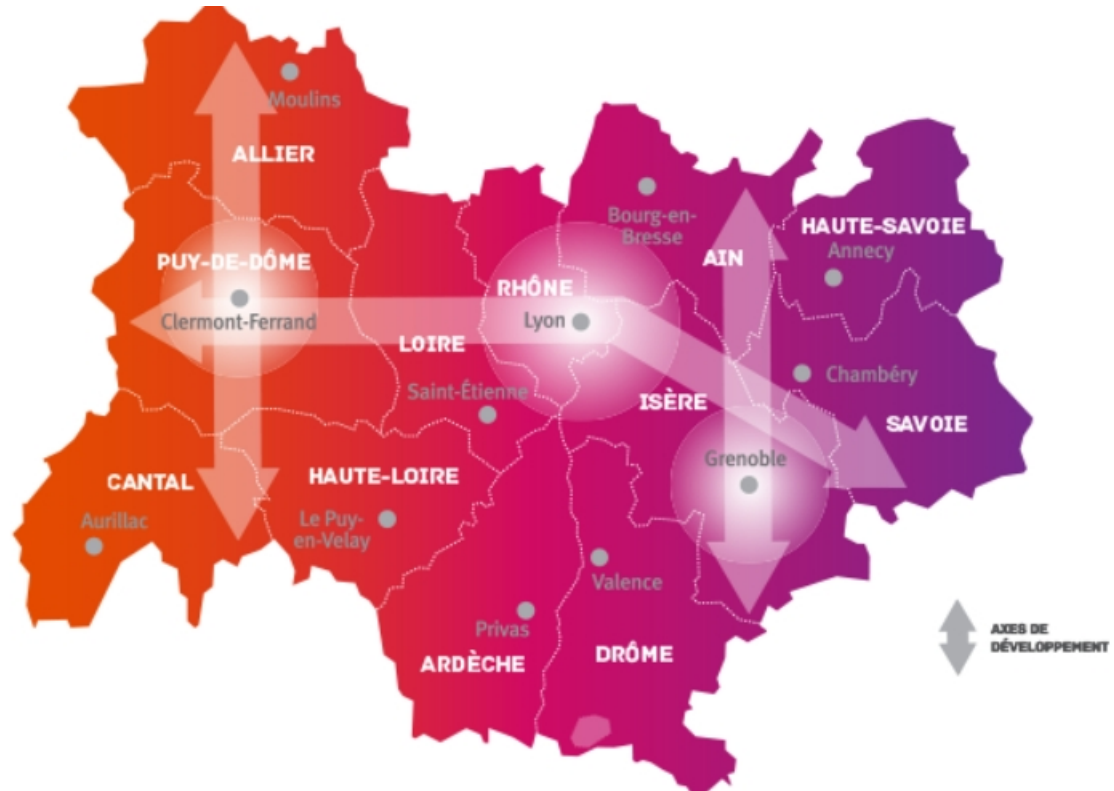 Moulins
ALLIER
Bourg-en-
Bresse
HAUTE-SAVOIE
Annecy
AIN
PUY-DE-DÔME
Clermont-Ferrand
RHÔNE
Lyon
LOIRE
Chambéry
Saint-Étienne
ISÈRE
SAVOIE
Grenoble
CANTAL
HAUTE-LOIRE
Aurillac
Le Puy-
en-Velay
Valence
Privas
ARDÈCHE
DRÔME
AXES DE
DÉVELOPPEMENT